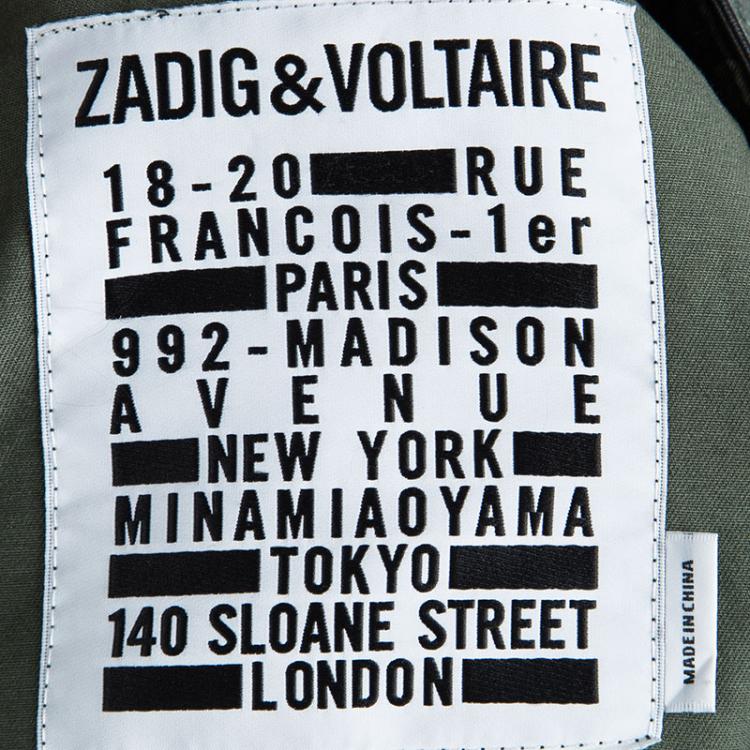 ZADIG&VOLTAIRE
18-20 RUE
FRANCOIS-1er
PARIS
992-MADISON
AVENUE
NEW YORK
MINAMIAOYAMA
TOKYO
140 SLOANE STREET
LONDON
MADE IN CHINA